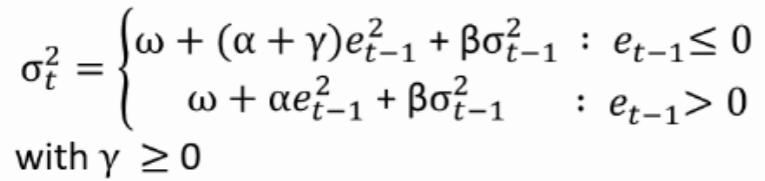 σ²ₜ = { ω + (α + γ)e²ₜ₋₁ + βσ²ₜ₋₁ : eₜ₋₁ ≤ 0
ω + αe²ₜ₋₁ + βσ²ₜ₋₁ : eₜ₋₁ > 0
with γ ≥ 0